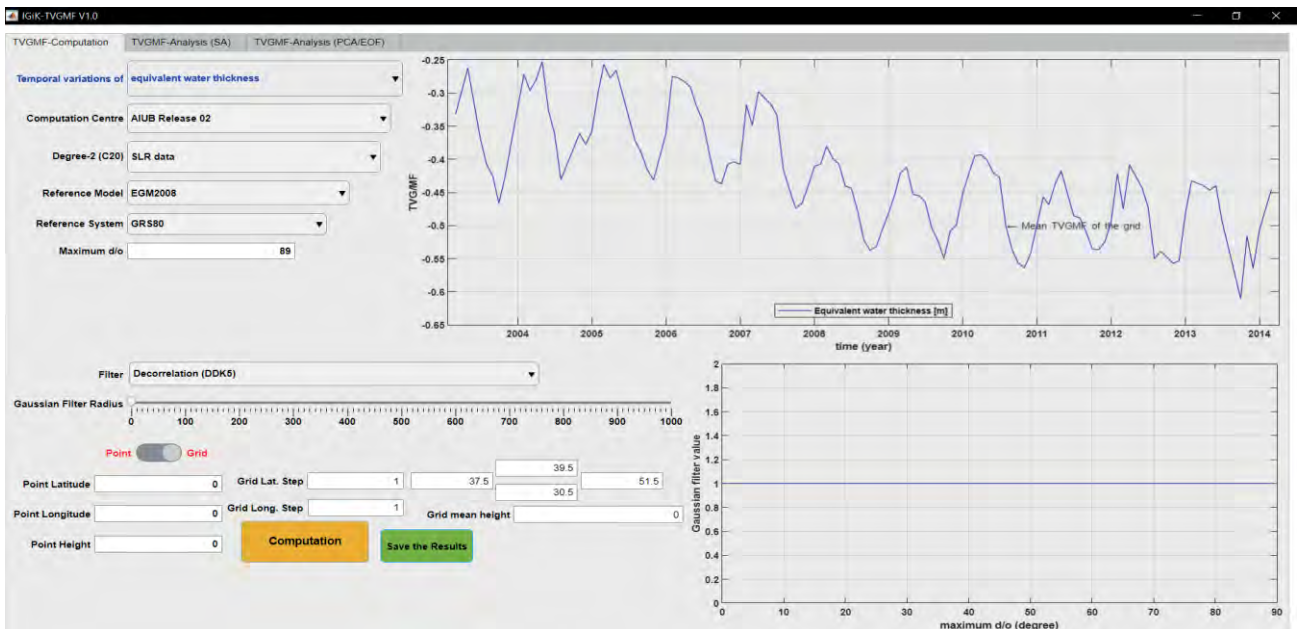 IGiK-TVGMF V1.0
TVGMF-Computation TVGMF-Analysis (SA) TVGMF-Analysis (PCA/EOF)
Temporal variations of equivalent water thickness
Computation Centre AIUB Release 02
Degree-2 (C20) SLR data
Reference Model EGM2008
Reference System GRS80
Maximum d/o 89
TVG/MF
-0.25
-0.3
-0.35
-0.4
-0.45
-0.5
-0.55
-0.6
-0.65
← Mean TVGMF of the grid
Equivalent water thickness [m]
2004 2005 2006 2007 2008 2009 2010 2011 2012 2013 2014
time (year)
Filter Decorrelation (DDK5)
Gaussian Filter Radius
0 100 200 300 400 500 600 700 800 900 1000
Point Grid
Point Latitude 0 Grid Lat. Step 1 37.5 39.5 30.5 51.5
Point Longitude 0 Grid Long. Step 1 Grid mean height 0
Point Height 0 Computation Save the Results
Gaussian filter value
2
1.8
1.6
1.4
1.2
1
0.8
0.6
0.4
0.2
0
0 10 20 30 40 50 60 70 80 90
maximum d/o (degree)